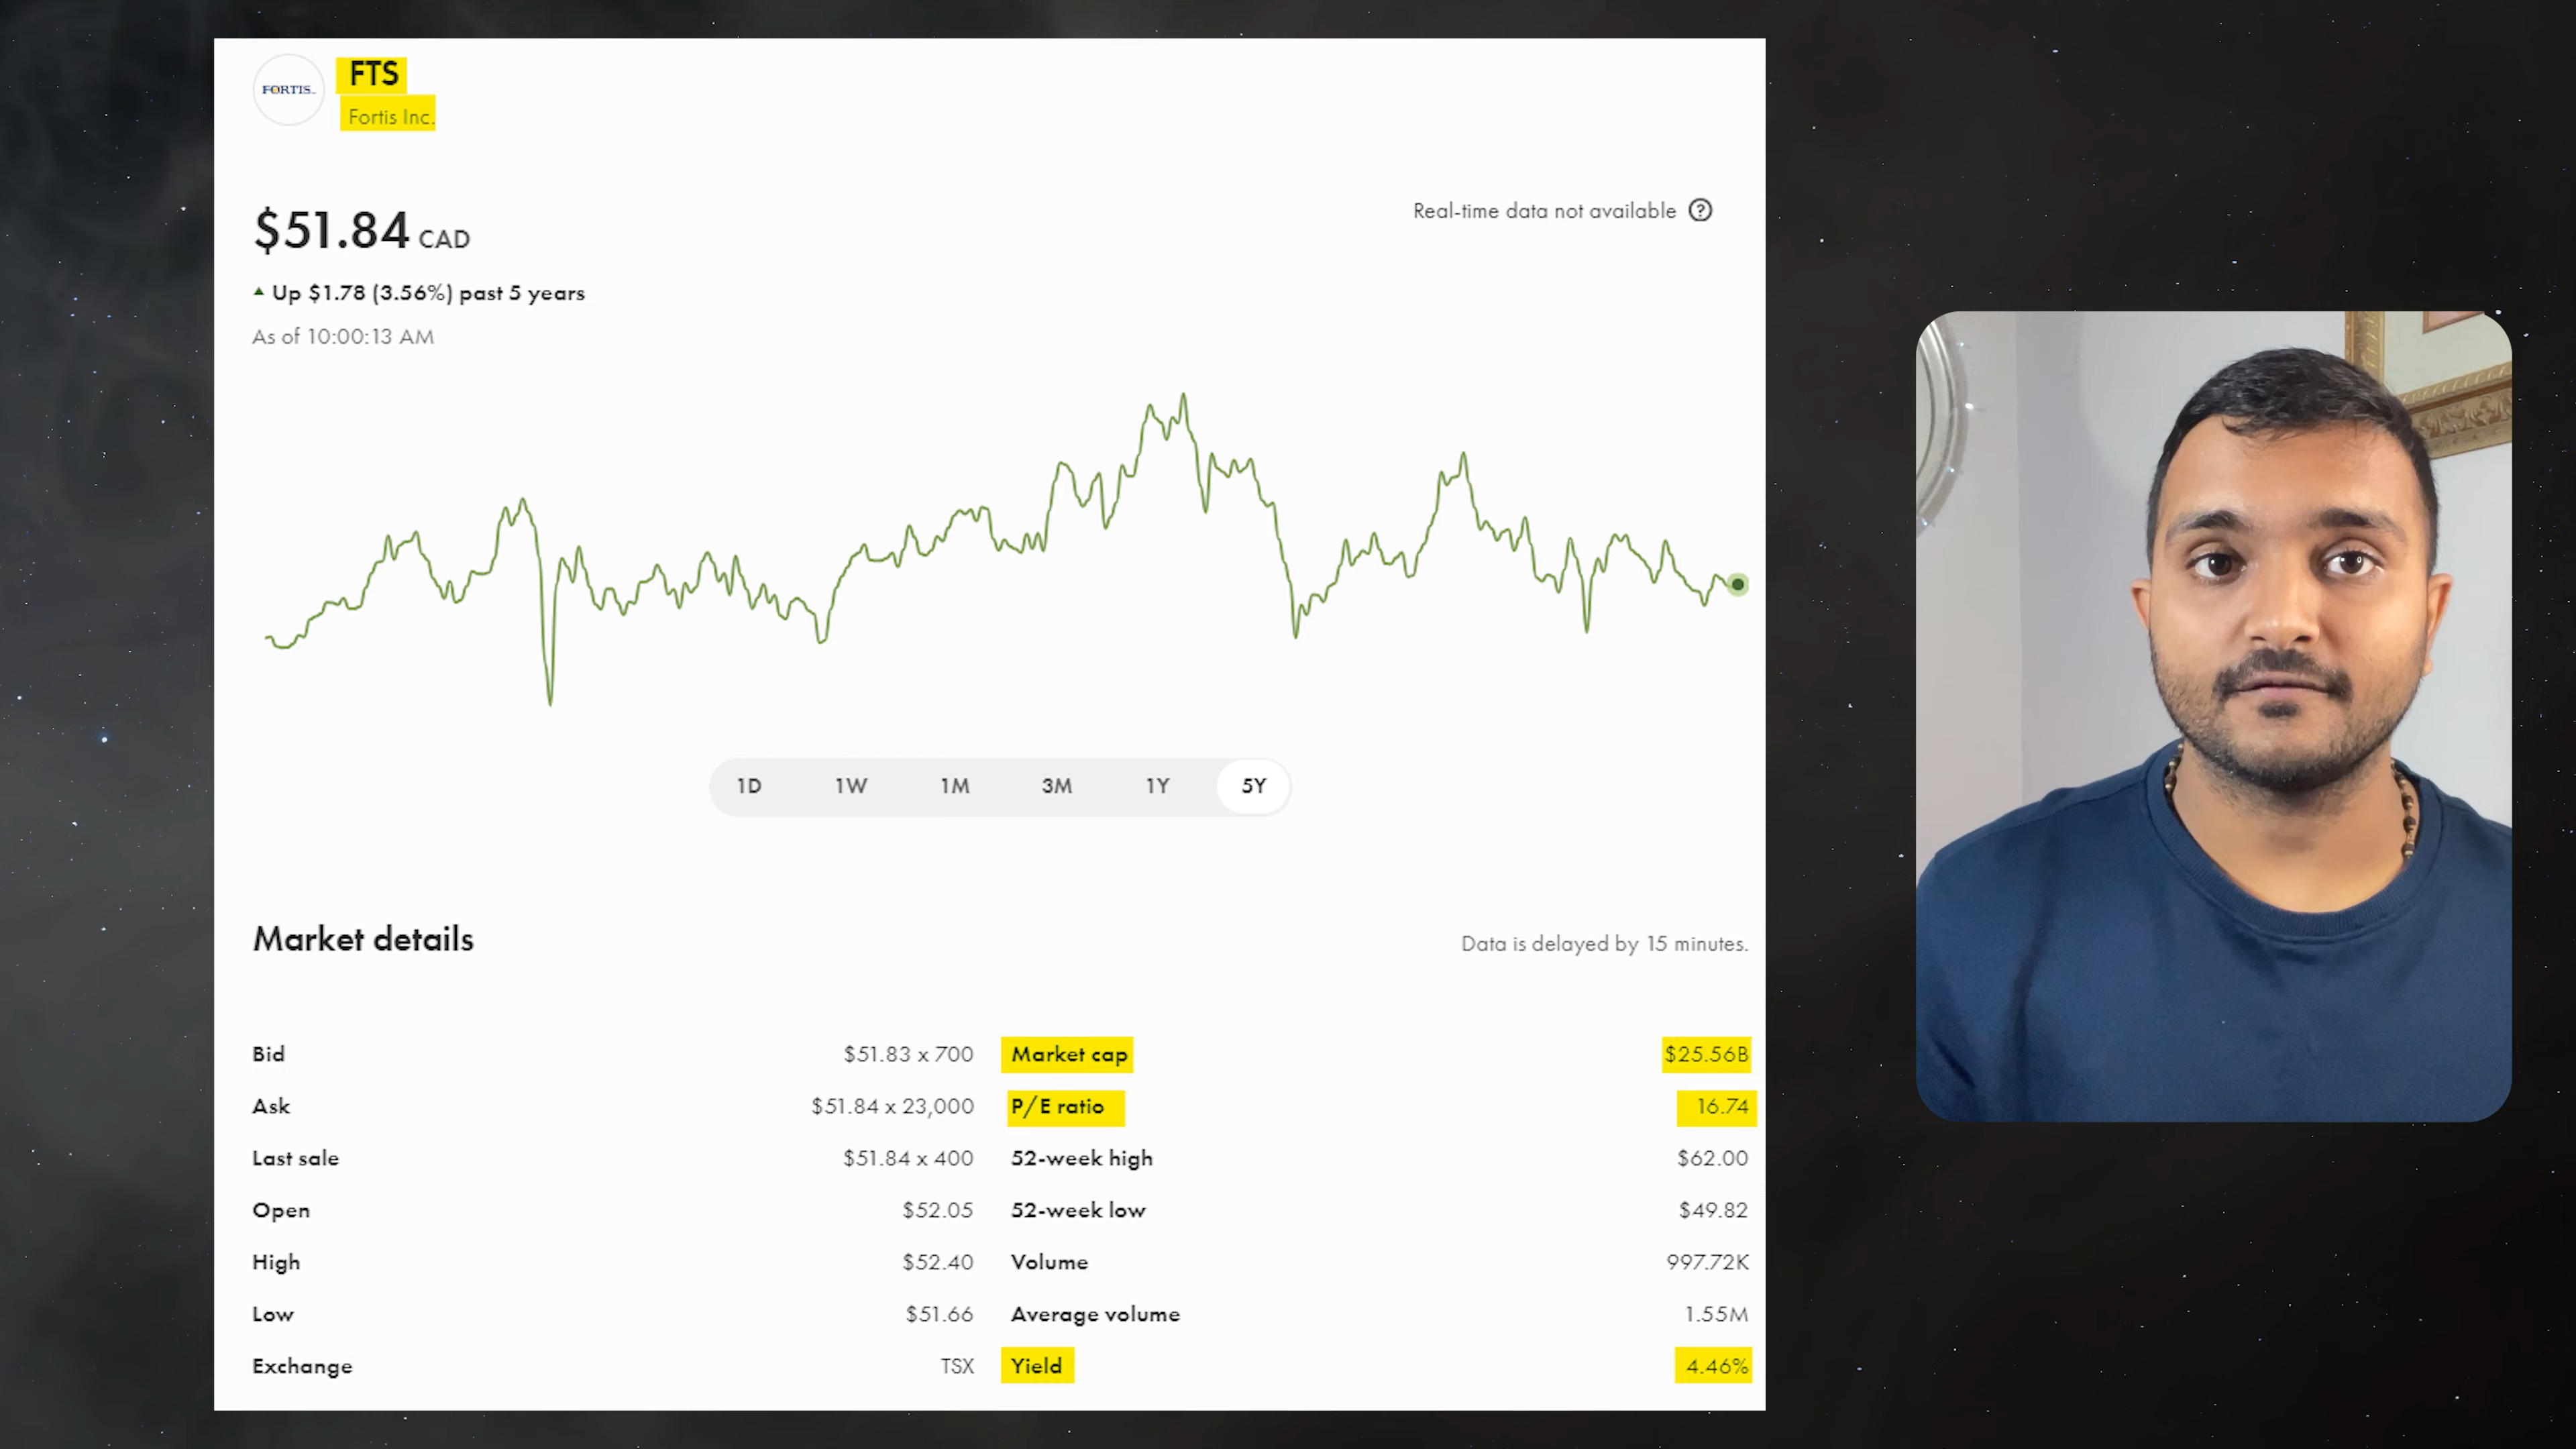 FORTIS
FTS
Fortis Inc.
$51.84 CAD
Real-time data not available ?
Up $1.78 (3.56%) past 5 years
As of 10:00:13 AM
1D 1W 1M 3M 1Y 5Y
Market details
Data is delayed by 15 minutes.
Bid $51.83 x 700 Market cap $25.56B
Ask $51.84 x 23,000 P/E ratio 16.74
Last sale $51.84 x 400 52-week high $62.00
Open $52.05 52-week low $49.82
High $52.40 Volume 997.72K
Low $51.66 Average volume 1.55M
Exchange TSX Yield 4.46%